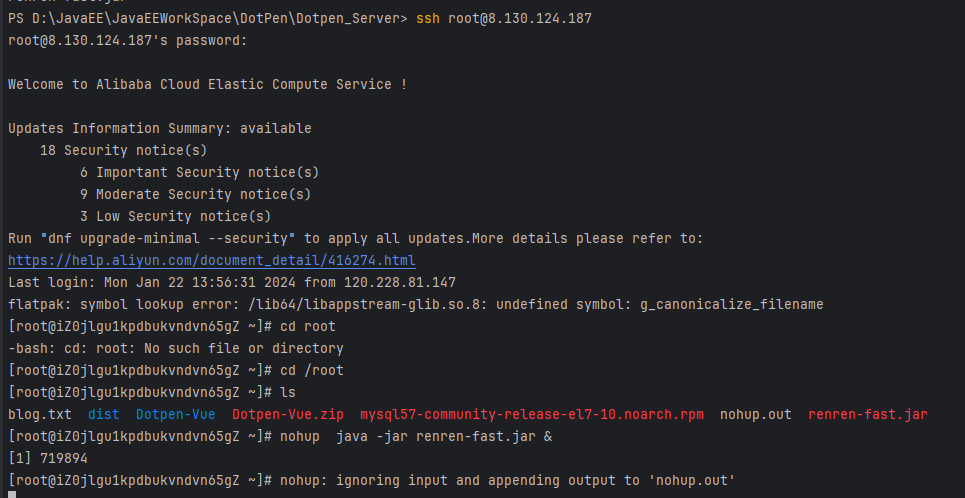 PS D:\JavaEE\JavaEEWorkSpace\DotPen\Dotpen_Server> ssh root@8.130.124.187
root@8.130.124.187's password:
Welcome to Alibaba Cloud Elastic Compute Service !
Updates Information Summary: available
18 Security notice(s)
6 Important Security notice(s)
9 Moderate Security notice(s)
3 Low Security notice(s)
Run "dnf upgrade-minimal --security" to apply all updates.More details please refer to:
https://help.aliyun.com/document_detail/416274.html
Last login: Mon Jan 22 13:56:31 2024 from 120.228.81.147
flatpak: symbol lookup error: /lib64/libappstream-glib.so.8: undefined symbol: g_canonicalize_filename
[root@iZ0jlgu1kpdbukvndvn65gZ ~]# cd root
-bash: cd: root: No such file or directory
[root@iZ0jlgu1kpdbukvndvn65gZ ~]# cd /root
[root@iZ0jlgu1kpdbukvndvn65gZ ~]# ls
blog.txt  dist  Dotpen-Vue  Dotpen-Vue.zip  mysql57-community-release-el7-10.noarch.rpm  nohup.out  renren-fast.jar
[root@iZ0jlgu1kpdbukvndvn65gZ ~]# nohup  java -jar renren-fast.jar &
[1] 719894
[root@iZ0jlgu1kpdbukvndvn65gZ ~]# nohup: ignoring input and appending output to 'nohup.out'